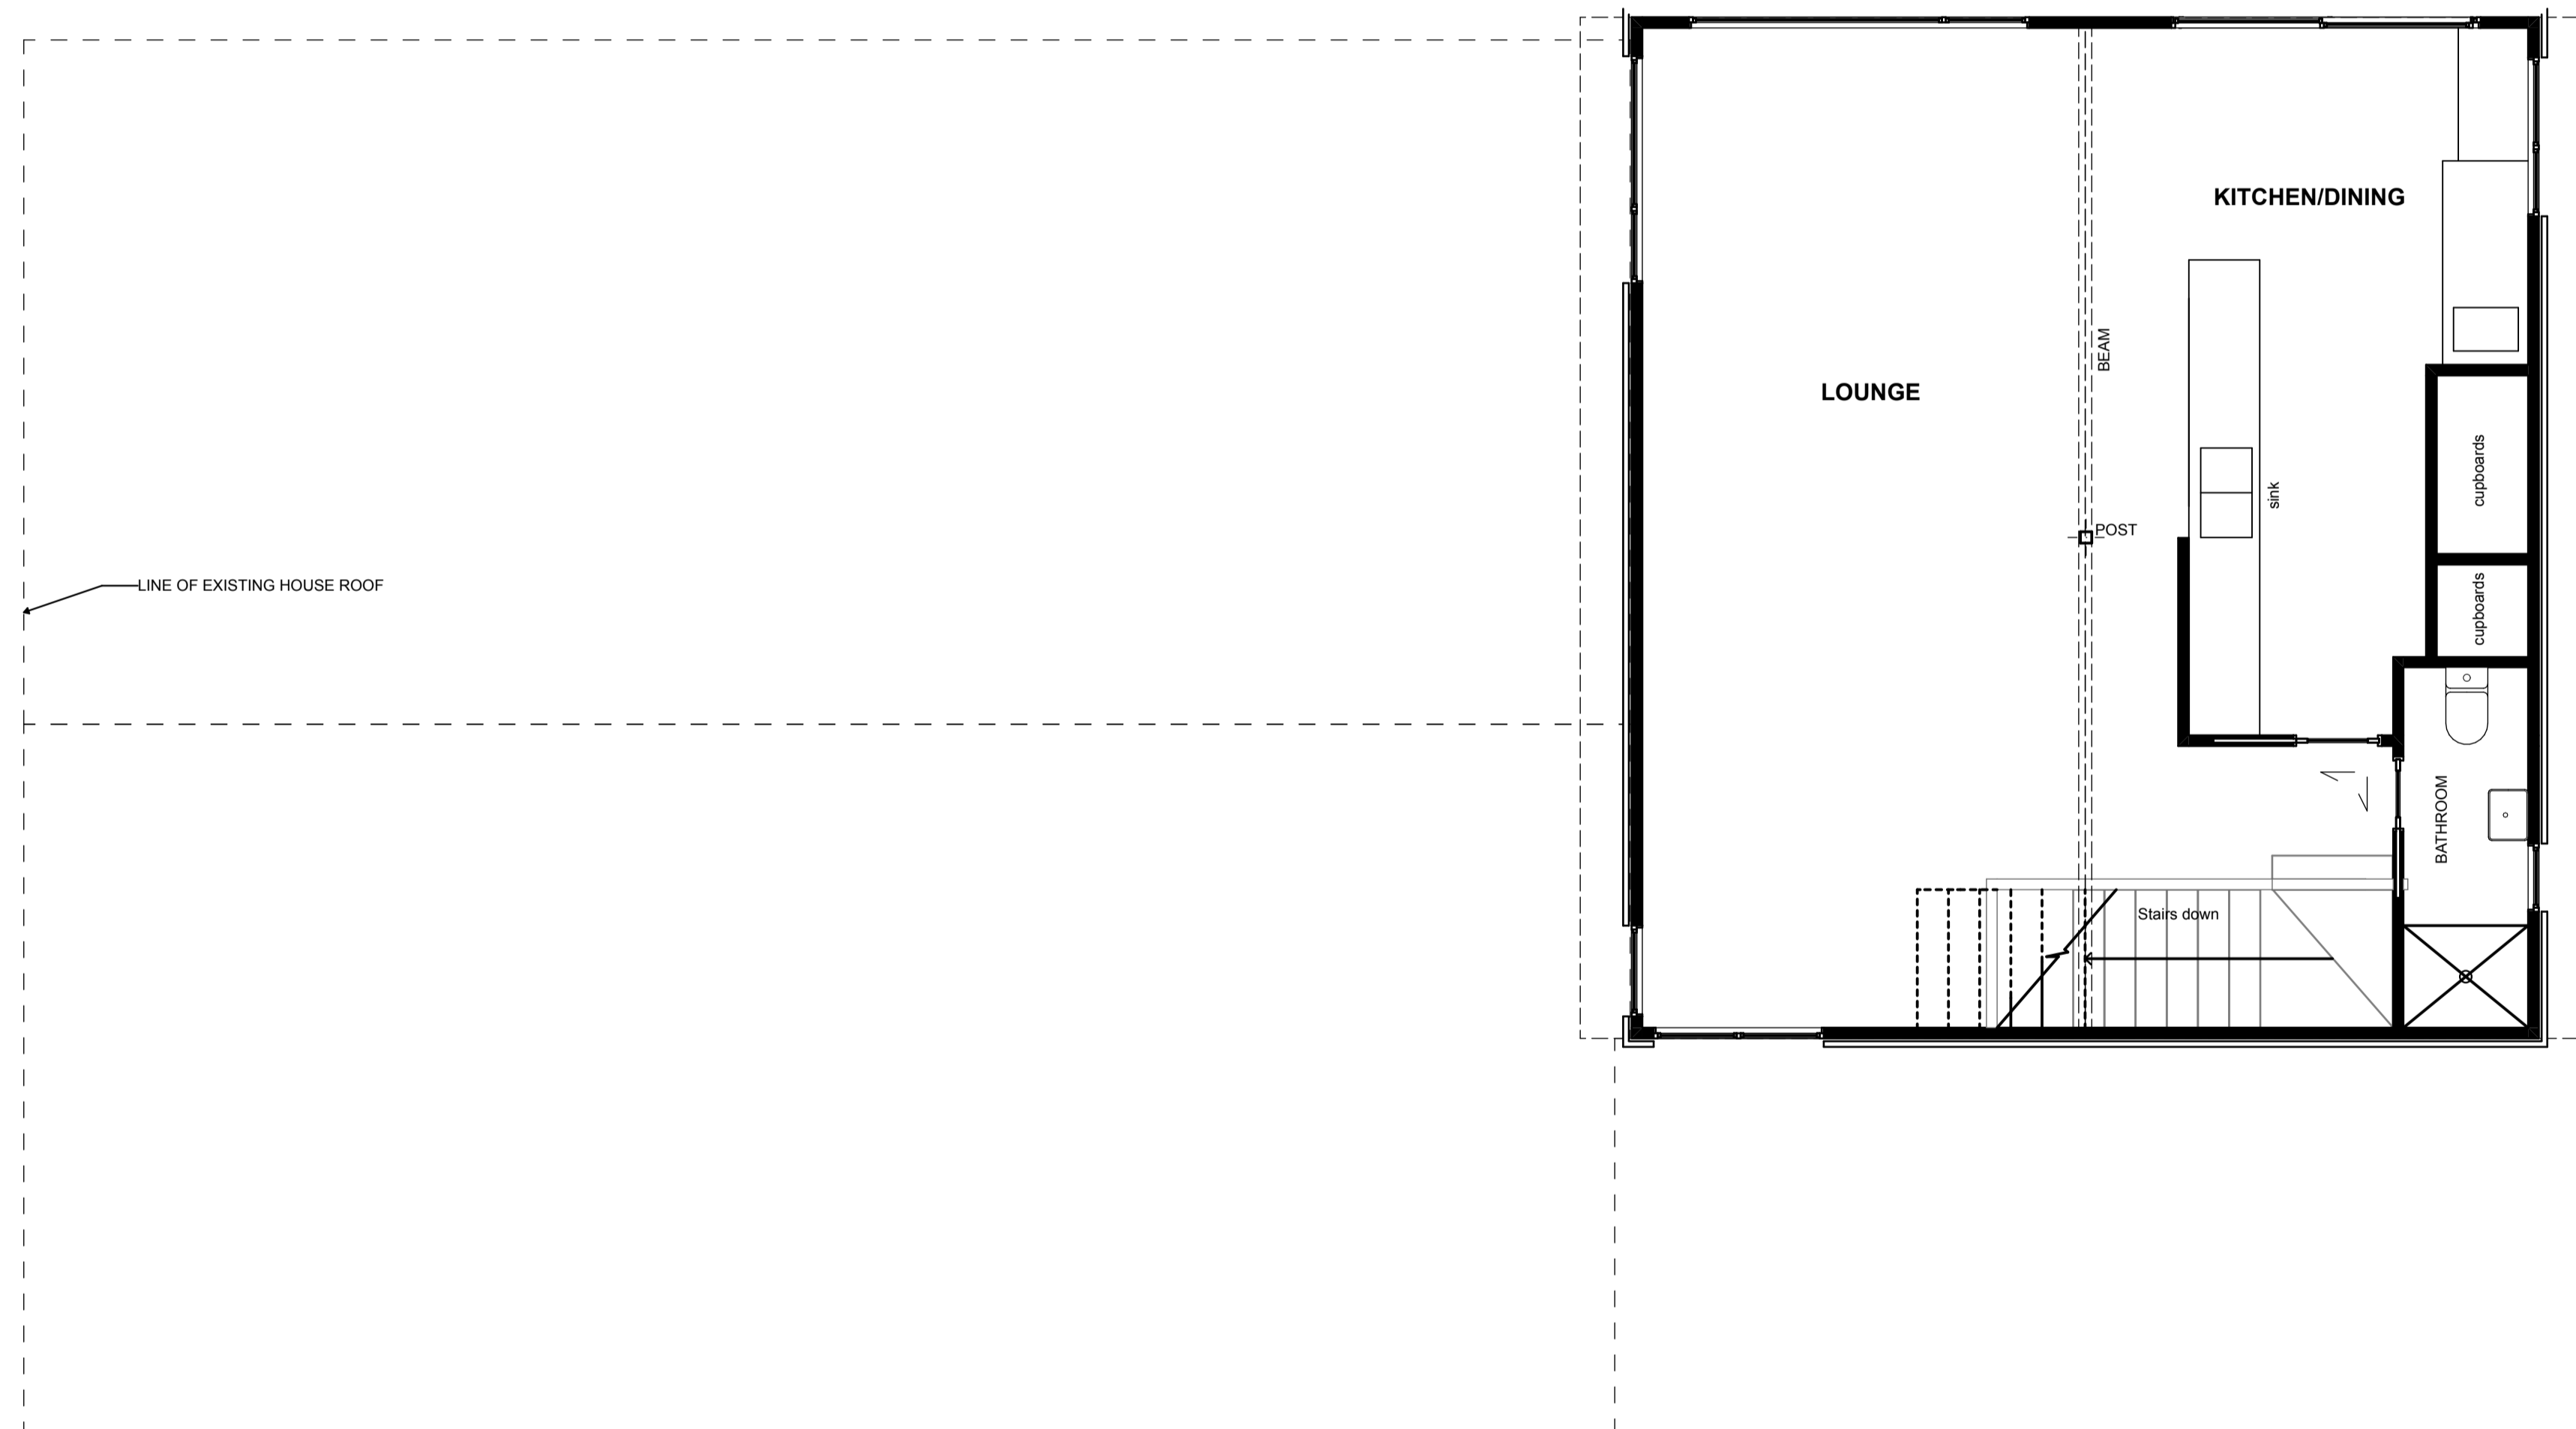 KITCHEN/DINING
BEAM
LOUNGE
cupboards
sink
POST
LINE OF EXISTING HOUSE ROOF
cupboards
BATHROOM
Stairs down